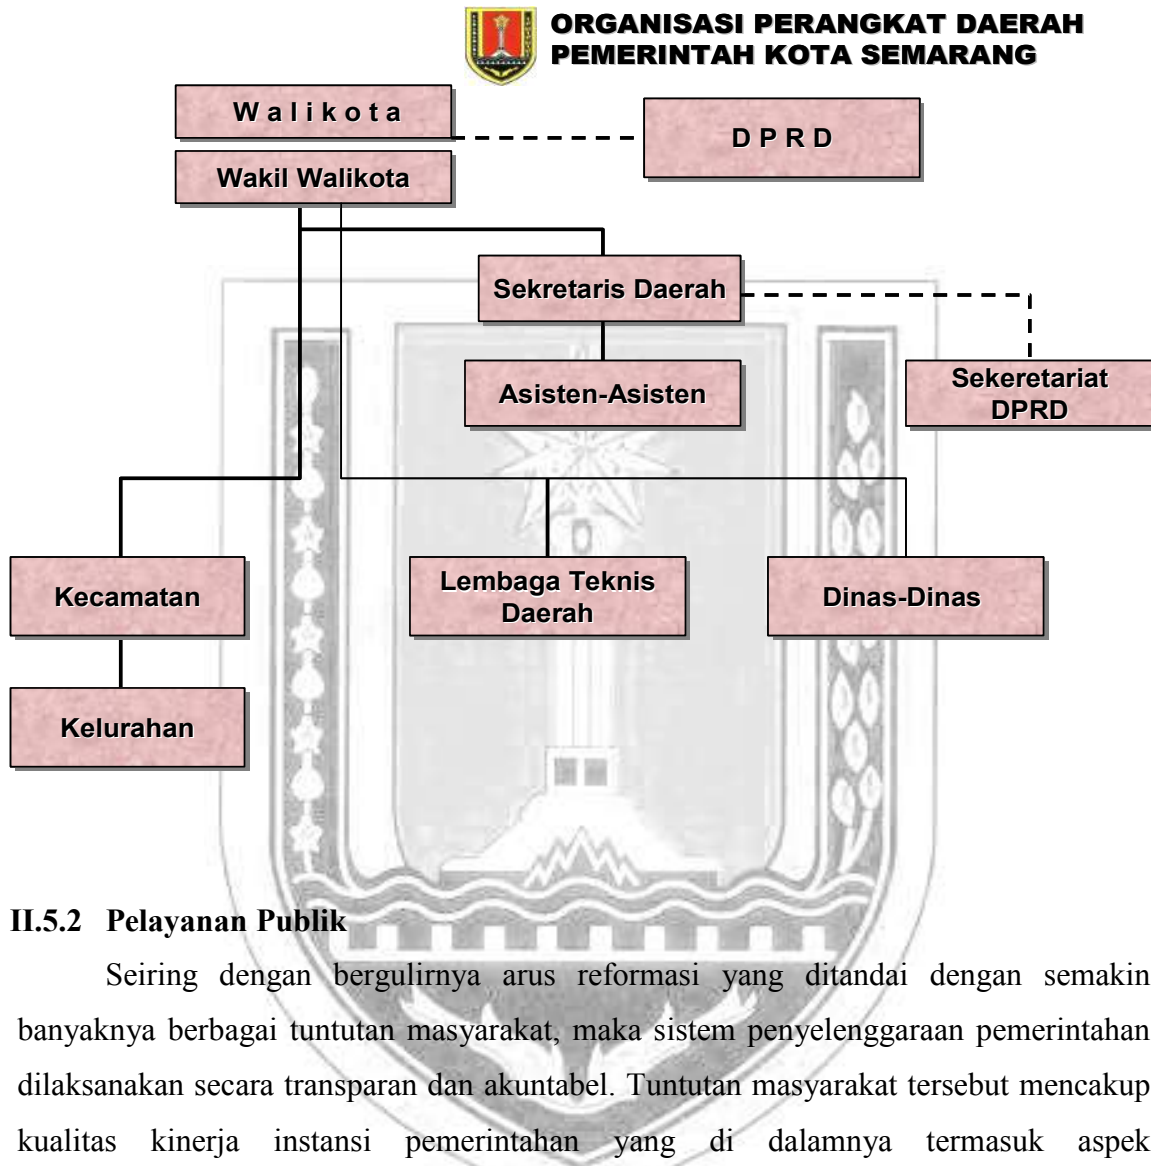 ORGANISASI PERANGKAT DAERAH
PEMERINTAH KOTA SEMARANG
W a l i k o t a
D P R D
Wakil Walikota
Sekretaris Daerah
Asisten-Asisten
Sekeretariat
DPRD
Kecamatan
Lembaga Teknis
Daerah
Dinas-Dinas
Kelurahan
II.5.2 Pelayanan Publik
Seiring dengan bergulirnya arus reformasi yang ditandai dengan semakin
banyaknya berbagai tuntutan masyarakat, maka sistem penyelenggaraan pemerintahan
dilaksanakan secara transparan dan akuntabel. Tuntutan masyarakat tersebut mencakup
kualitas kinerja instansi pemerintahan yang di dalamnya termasuk aspek